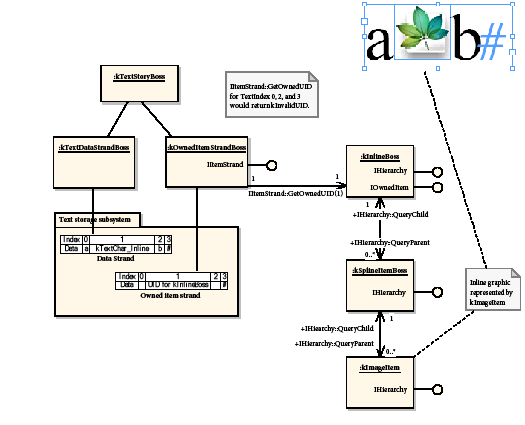 a b#
:kTextStoryBoss
IItemStrand::GetOwnedUID
for TextIndex 0, 2, and 3
would return kInvalidUID.
:kTextDataStrandBoss
:kOwnedItemStrandBoss
IItemStrand
:kInlineBoss
IHierarchy
IOwnedItem
1
1
IItemStrand::GetOwnedUID(1)
1
+IHierarchy::QueryChild
+IHierarchy::QueryParent
0..*
Text storage subsystem
Index 0 1 2 3
Data a kTextChar_Inline b #
Data Strand
Index 0 1 2 3
Data UID for kInlineBoss #
Owned item strand
:kSplineItemBoss
IHierarchy
Inline graphic
represented by
kImageItem
1
+IHierarchy::QueryChild
+IHierarchy::QueryParent
0..*
:kImageItem
IHierarchy